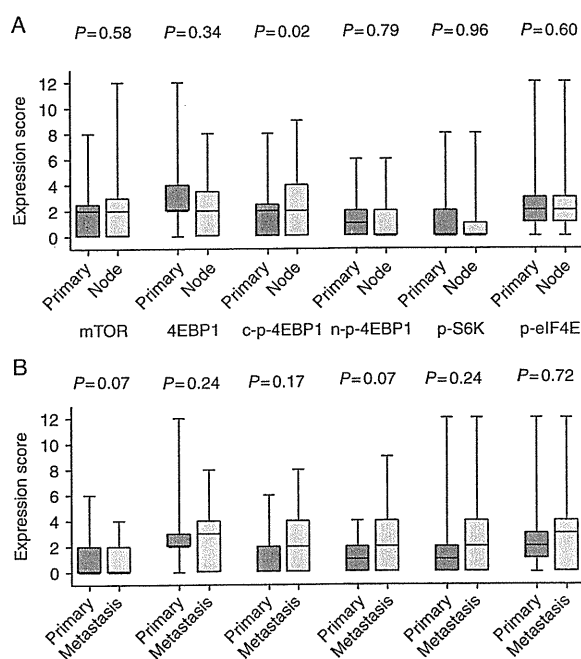 A
P=0.58 P=0.34 P=0.02 P=0.79 P=0.96 P=0.60
Expression score
12
10
8
6
4
2
0
Primary Node Primary Node Primary Node Primary Node Primary Node Primary Node
mTOR 4EBP1 c-p-4EBP1 n-p-4EBP1 p-S6K p-eIF4E
B
P=0.07 P=0.24 P=0.17 P=0.07 P=0.24 P=0.72
Expression score
12
10
8
6
4
2
0
Primary Metastasis Primary Metastasis Primary Metastasis Primary Metastasis Primary Metastasis Primary Metastasis